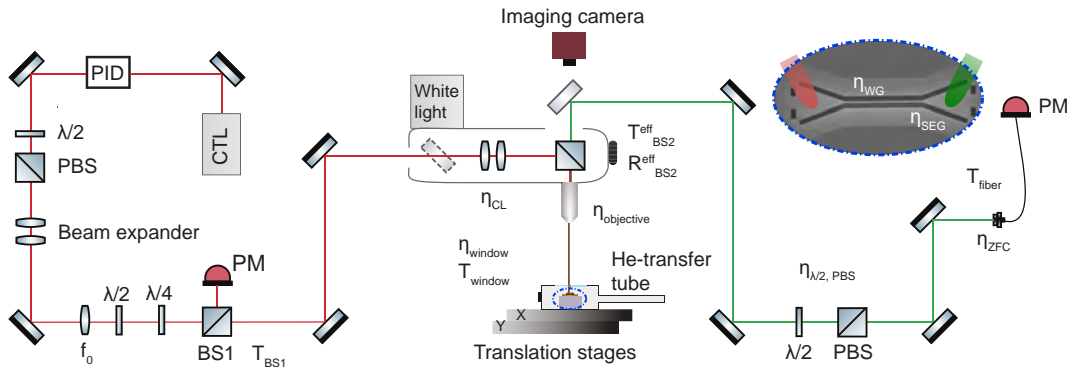 Imaging camera
PID
White
light
CTL
λ/2
PBS
Beam expander
PM
λ/2
λ/4
f₀
BS1
T_BS1
η_CL
T^eff_BS2
R^eff_BS2
η_objective
η_window
T_window
He-transfer
tube
X
Y
Translation stages
η_WG
η_SEG
PM
T_fiber
η_ZFC
η_λ/2, PBS
λ/2
PBS